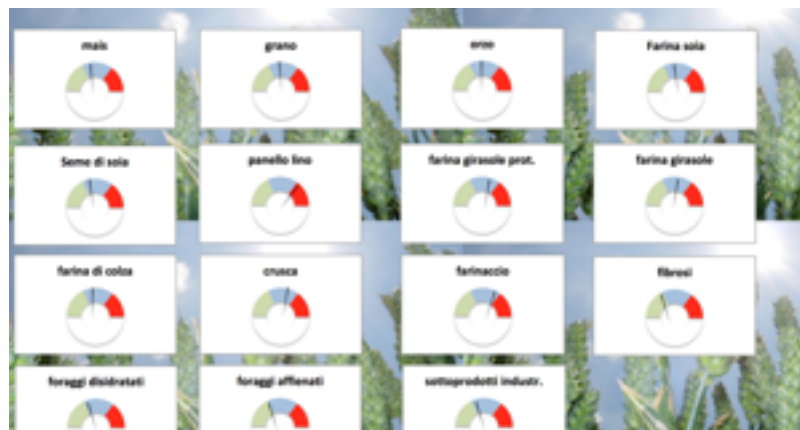 mais
grano
orzo
Farina soia
Seme di soia
panello lino
farina girasole prot.
farina girasole
farina di colza
crusca
farinaccio
fibrosi
foraggi disidratati
foraggi affienati
sottoprodotti industr.